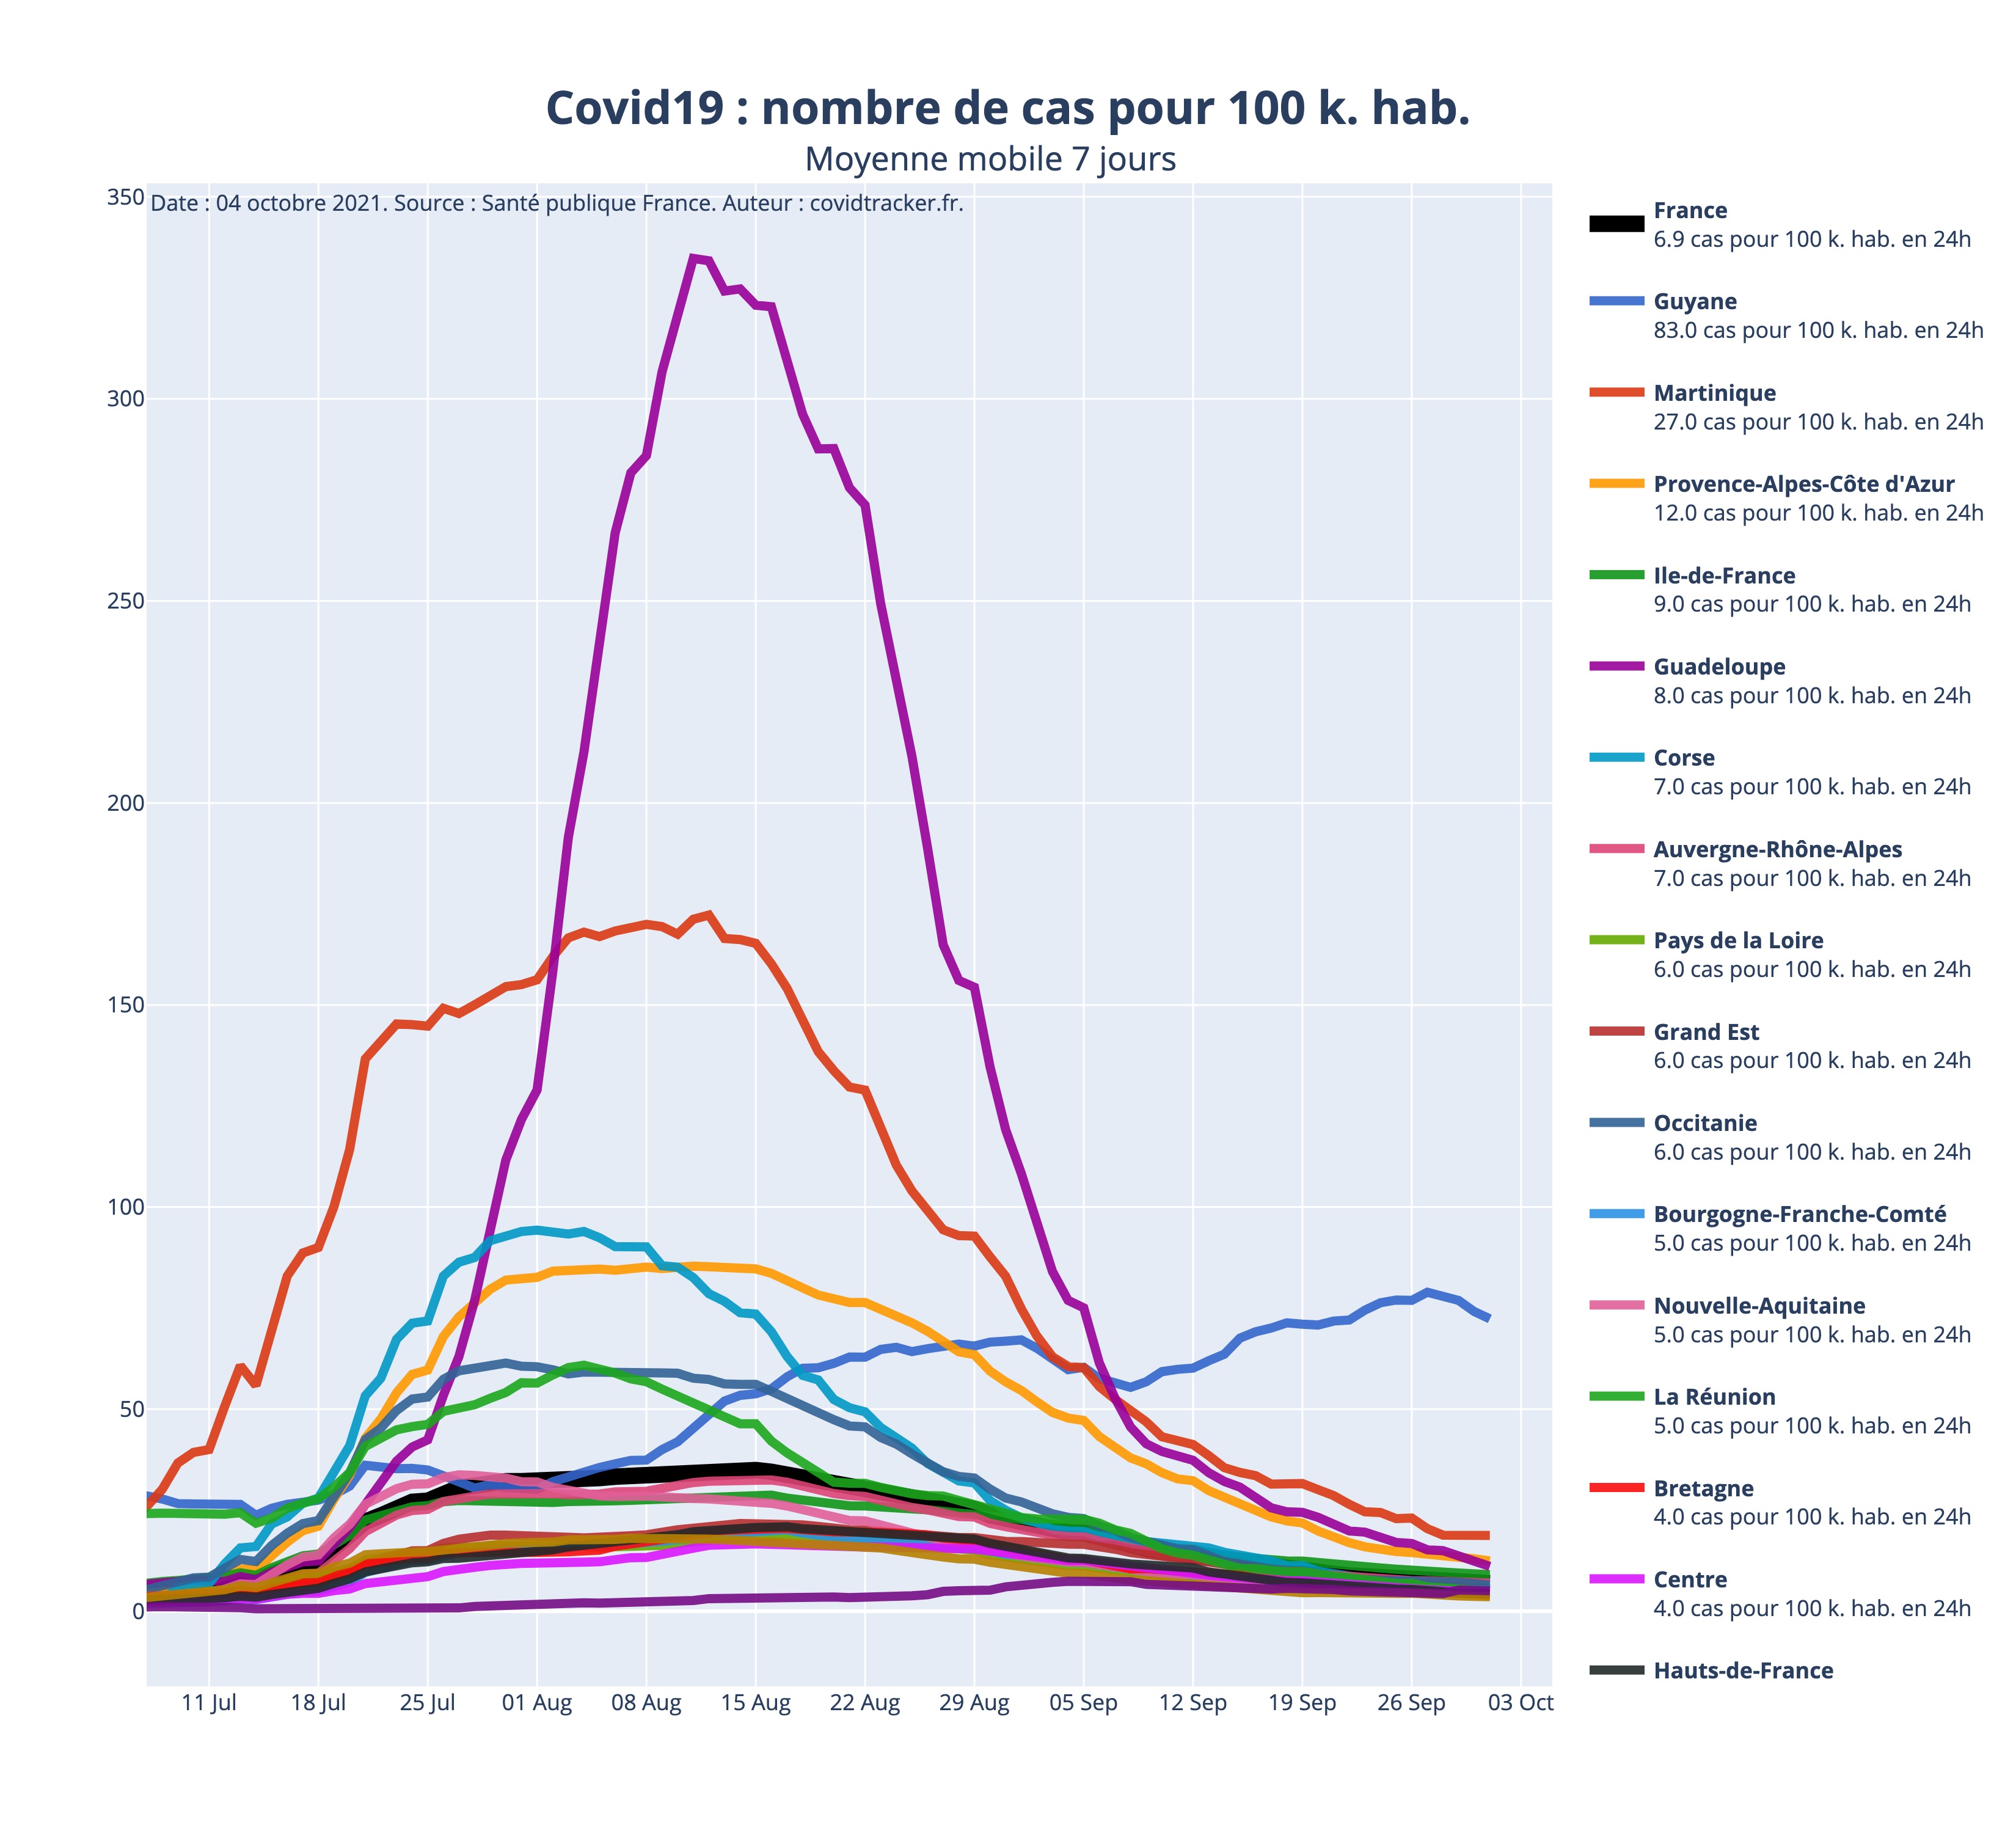 Covid19 : nombre de cas pour 100 k. hab.
Moyenne mobile 7 jours
Date : 04 octobre 2021. Source : Santé publique France. Auteur : covidtracker.fr.
350
300
250
200
150
100
50
0
11 Jul
18 Jul
25 Jul
01 Aug
08 Aug
15 Aug
22 Aug
29 Aug
05 Sep
12 Sep
19 Sep
26 Sep
03 Oct
France
6.9 cas pour 100 k. hab. en 24h
Guyane
83.0 cas pour 100 k. hab. en 24h
Martinique
27.0 cas pour 100 k. hab. en 24h
Provence-Alpes-Côte d'Azur
12.0 cas pour 100 k. hab. en 24h
Ile-de-France
9.0 cas pour 100 k. hab. en 24h
Guadeloupe
8.0 cas pour 100 k. hab. en 24h
Corse
7.0 cas pour 100 k. hab. en 24h
Auvergne-Rhône-Alpes
7.0 cas pour 100 k. hab. en 24h
Pays de la Loire
6.0 cas pour 100 k. hab. en 24h
Grand Est
6.0 cas pour 100 k. hab. en 24h
Occitanie
6.0 cas pour 100 k. hab. en 24h
Bourgogne-Franche-Comté
5.0 cas pour 100 k. hab. en 24h
Nouvelle-Aquitaine
5.0 cas pour 100 k. hab. en 24h
La Réunion
5.0 cas pour 100 k. hab. en 24h
Bretagne
4.0 cas pour 100 k. hab. en 24h
Centre
4.0 cas pour 100 k. hab. en 24h
Hauts-de-France